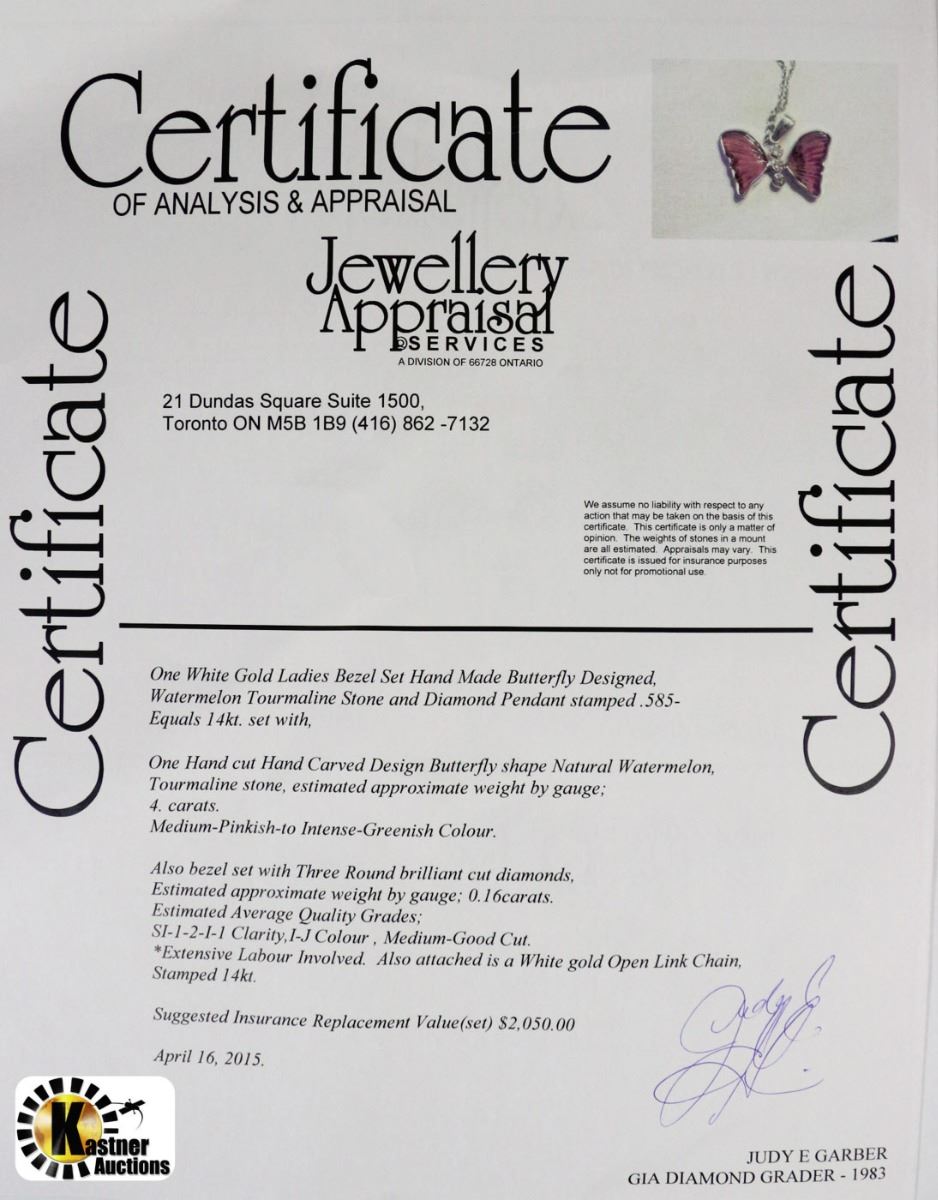 Certificate
OF ANALYSIS & APPRAISAL
Jewellery
Appraisal
@SERVICES
A DIVISION OF 66728 ONTARIO
Certificate
Certificate
21 Dundas Square Suite 1500,
Toronto ON M5B 1B9 (416) 862 -7132
We assume no liability with respect to any
action that may be taken on the basis of this
certificate. This certificate is only a matter of
opinion. The weights of stones in a mount
are all estimated. Appraisals may vary. This
certificate is issued for insurance purposes
only not for promotional use.
One White Gold Ladies Bezel Set Hand Made Butterfly Designed,
Watermelon Tourmaline Stone and Diamond Pendant stamped .585-
Equals 14kt. set with,
One Hand cut Hand Carved Design Butterfly shape Natural Watermelon,
Tourmaline stone, estimated approximate weight by gauge;
4. carats.
Medium-Pinkish-to Intense-Greenish Colour.
Also bezel set with Three Round brilliant cut diamonds,
Estimated approximate weight by gauge; 0.16carats.
Estimated Average Quality Grades;
SI-1-2-I-1 Clarity,I-J Colour , Medium-Good Cut.
*Extensive Labour Involved. Also attached is a White gold Open Link Chain,
Stamped 14kt.
Suggested Insurance Replacement Value(set) $2,050.00
April 16, 2015.
Kastner
Auctions
JUDY E GARBER
GIA DIAMOND GRADER - 1983